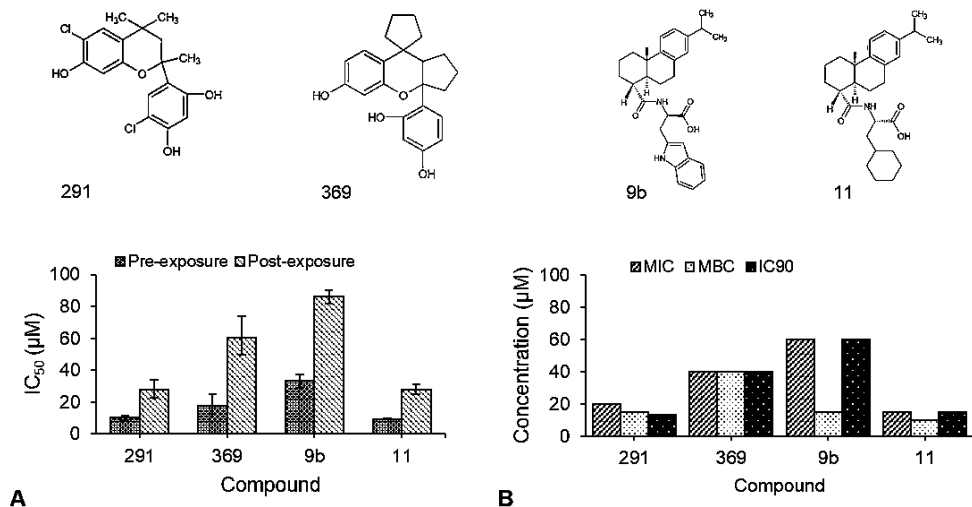 H₃C CH₃
Cl
CH₃
HO
O
OH
Cl
OH
291
HO
O
HO
OH
369
CH₃
CH₃
H
H
NH
O
O
OH
HN
9b
CH₃
CH₃
H
H
NH
O
O
OH
11
Pre-exposure Post-exposure
IC₅₀ (µM)
100
80
60
40
20
0
291 369 9b 11
Compound
A
MIC MBC IC90
Concentration (µM)
100
80
60
40
20
0
291 369 9b 11
Compound
B